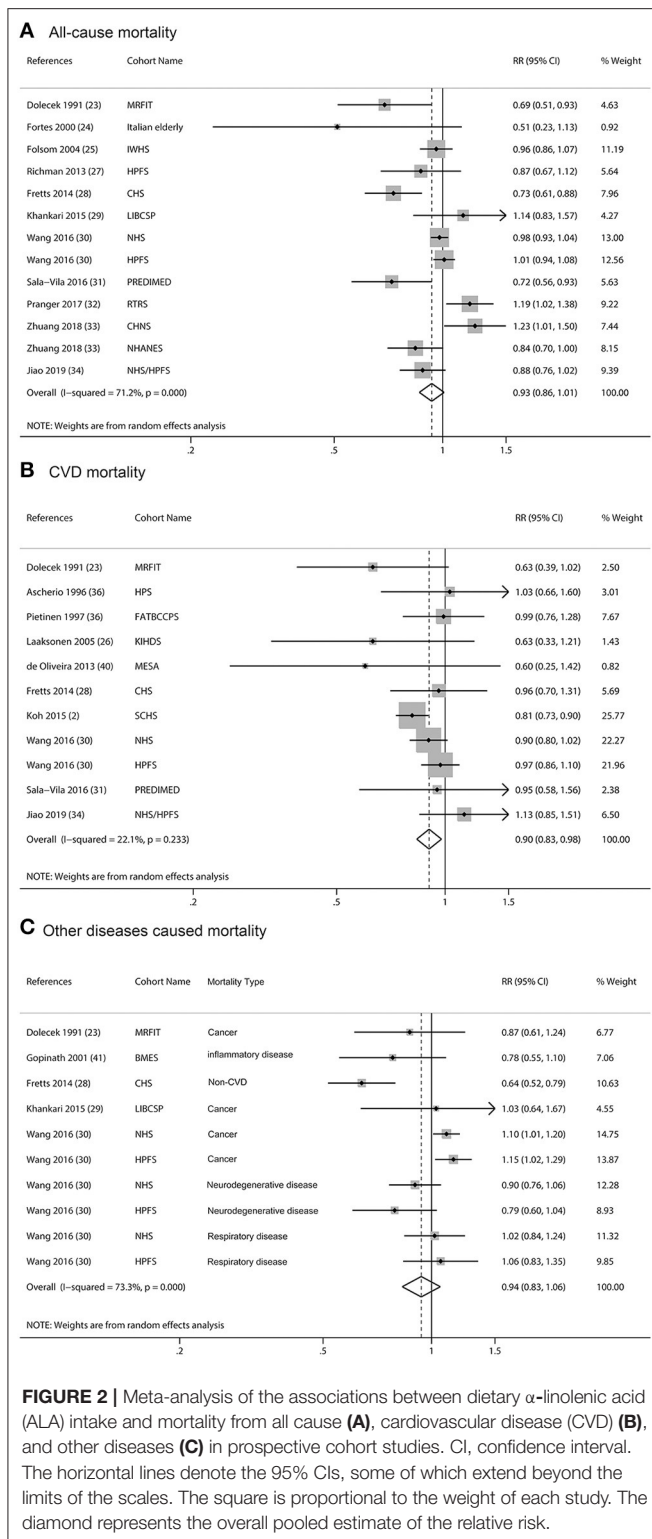 A All-cause mortality
References Cohort Name RR (95% CI) % Weight
Dolecek 1991 (23) MRFIT 0.69 (0.51, 0.93) 4.63
Fortes 2000 (24) Italian elderly 0.51 (0.23, 1.13) 0.92
Folsom 2004 (25) IWHS 0.96 (0.86, 1.07) 11.19
Richman 2013 (27) HPFS 0.87 (0.67, 1.12) 5.64
Fretts 2014 (28) CHS 0.73 (0.61, 0.88) 7.96
Khankari 2015 (29) LIBCSP 1.14 (0.83, 1.57) 4.27
Wang 2016 (30) NHS 0.98 (0.93, 1.04) 13.00
Wang 2016 (30) HPFS 1.01 (0.94, 1.08) 12.56
Sala−Vila 2016 (31) PREDIMED 0.72 (0.56, 0.93) 5.63
Pranger 2017 (32) RTRS 1.19 (1.02, 1.38) 9.22
Zhuang 2018 (33) CHNS 1.23 (1.01, 1.50) 7.44
Zhuang 2018 (33) NHANES 0.84 (0.70, 1.00) 8.15
Jiao 2019 (34) NHS/HPFS 0.88 (0.76, 1.02) 9.39
Overall (I−squared = 71.2%, p = 0.000) 0.93 (0.86, 1.01) 100.00
NOTE: Weights are from random effects analysis
.2 .5 1 1.5
B CVD mortality
References Cohort Name RR (95% CI) % Weight
Dolecek 1991 (23) MRFIT 0.63 (0.39, 1.02) 2.50
Ascherio 1996 (36) HPS 1.03 (0.66, 1.60) 3.01
Pietinen 1997 (36) FATBCCPS 0.99 (0.76, 1.28) 7.67
Laaksonen 2005 (26) KIHDS 0.63 (0.33, 1.21) 1.43
de Oliveira 2013 (40) MESA 0.60 (0.25, 1.42) 0.82
Fretts 2014 (28) CHS 0.96 (0.70, 1.31) 5.69
Koh 2015 (2) SCHS 0.81 (0.73, 0.90) 25.77
Wang 2016 (30) NHS 0.90 (0.80, 1.02) 22.27
Wang 2016 (30) HPFS 0.97 (0.86, 1.10) 21.96
Sala−Vila 2016 (31) PREDIMED 0.95 (0.58, 1.56) 2.38
Jiao 2019 (34) NHS/HPFS 1.13 (0.85, 1.51) 6.50
Overall (I−squared = 22.1%, p = 0.233) 0.90 (0.83, 0.98) 100.00
NOTE: Weights are from random effects analysis
.2 .5 1 1.5
C Other diseases caused mortality
References Cohort Name Mortality Type RR (95% CI) % Weight
Dolecek 1991 (23) MRFIT Cancer 0.87 (0.61, 1.24) 6.77
Gopinath 2001 (41) BMES inflammatory disease 0.78 (0.55, 1.10) 7.06
Fretts 2014 (28) CHS Non-CVD 0.64 (0.52, 0.79) 10.63
Khankari 2015 (29) LIBCSP Cancer 1.03 (0.64, 1.67) 4.55
Wang 2016 (30) NHS Cancer 1.10 (1.01, 1.20) 14.75
Wang 2016 (30) HPFS Cancer 1.15 (1.02, 1.29) 13.87
Wang 2016 (30) NHS Neurodegenerative disease 0.90 (0.76, 1.06) 12.28
Wang 2016 (30) HPFS Neurodegenerative disease 0.79 (0.60, 1.04) 8.93
Wang 2016 (30) NHS Respiratory disease 1.02 (0.84, 1.24) 11.32
Wang 2016 (30) HPFS Respiratory disease 1.06 (0.83, 1.35) 9.85
Overall (I−squared = 73.3%, p = 0.000) 0.94 (0.83, 1.06) 100.00
NOTE: Weights are from random effects analysis
.2 .5 1 1.5
FIGURE 2 | Meta-analysis of the associations between dietary α-linolenic acid
(ALA) intake and mortality from all cause (A), cardiovascular disease (CVD) (B),
and other diseases (C) in prospective cohort studies. CI, confidence interval.
The horizontal lines denote the 95% CIs, some of which extend beyond the
limits of the scales. The square is proportional to the weight of each study. The
diamond represents the overall pooled estimate of the relative risk.